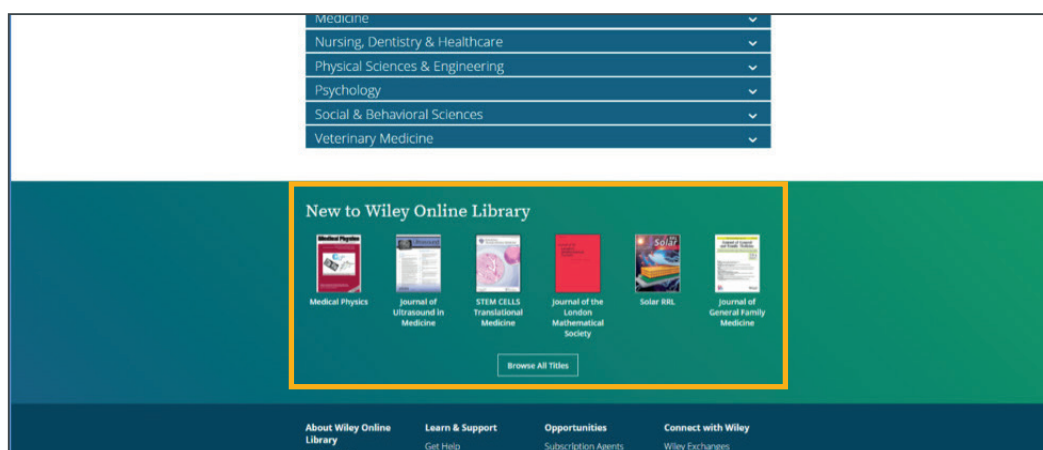 Medicine
Nursing, Dentistry & Healthcare
Physical Sciences & Engineering
Psychology
Social & Behavioral Sciences
Veterinary Medicine
New to Wiley Online Library
Medical Physics
Solar
Medical Physics
Journal of
Ultrasound in
Medicine
STEM CELLS
Translational
Medicine
Journal of the
London
Mathematical
Society
Solar RRL
Journal of
General Family
Medicine
Browse All Titles
About Wiley Online
Library
Learn & Support
Get Help
Opportunities
Subscription Agents
Connect with Wiley
Wiley Exchanges